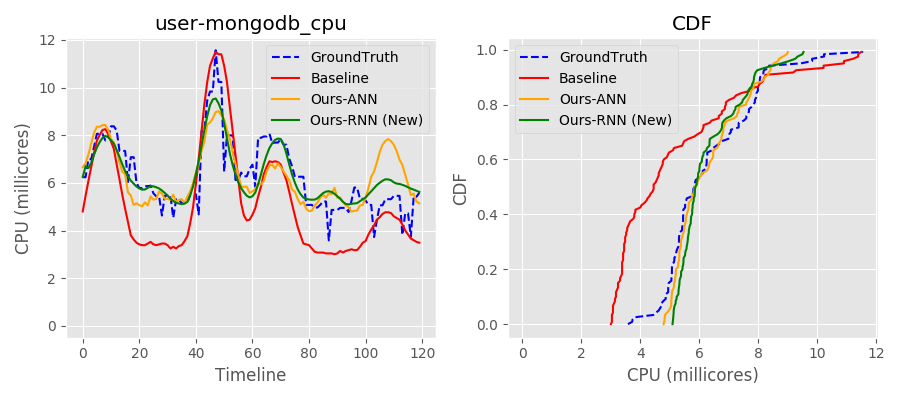 user-mongodb_cpu
CPU (millicores)
12
10
8
6
4
2
0
GroundTruth
Baseline
Ours-ANN
Ours-RNN (New)
0 20 40 60 80 100 120
Timeline
CDF
CDF
1.0
0.8
0.6
0.4
0.2
0.0
GroundTruth
Baseline
Ours-ANN
Ours-RNN (New)
0 2 4 6 8 10 12
CPU (millicores)